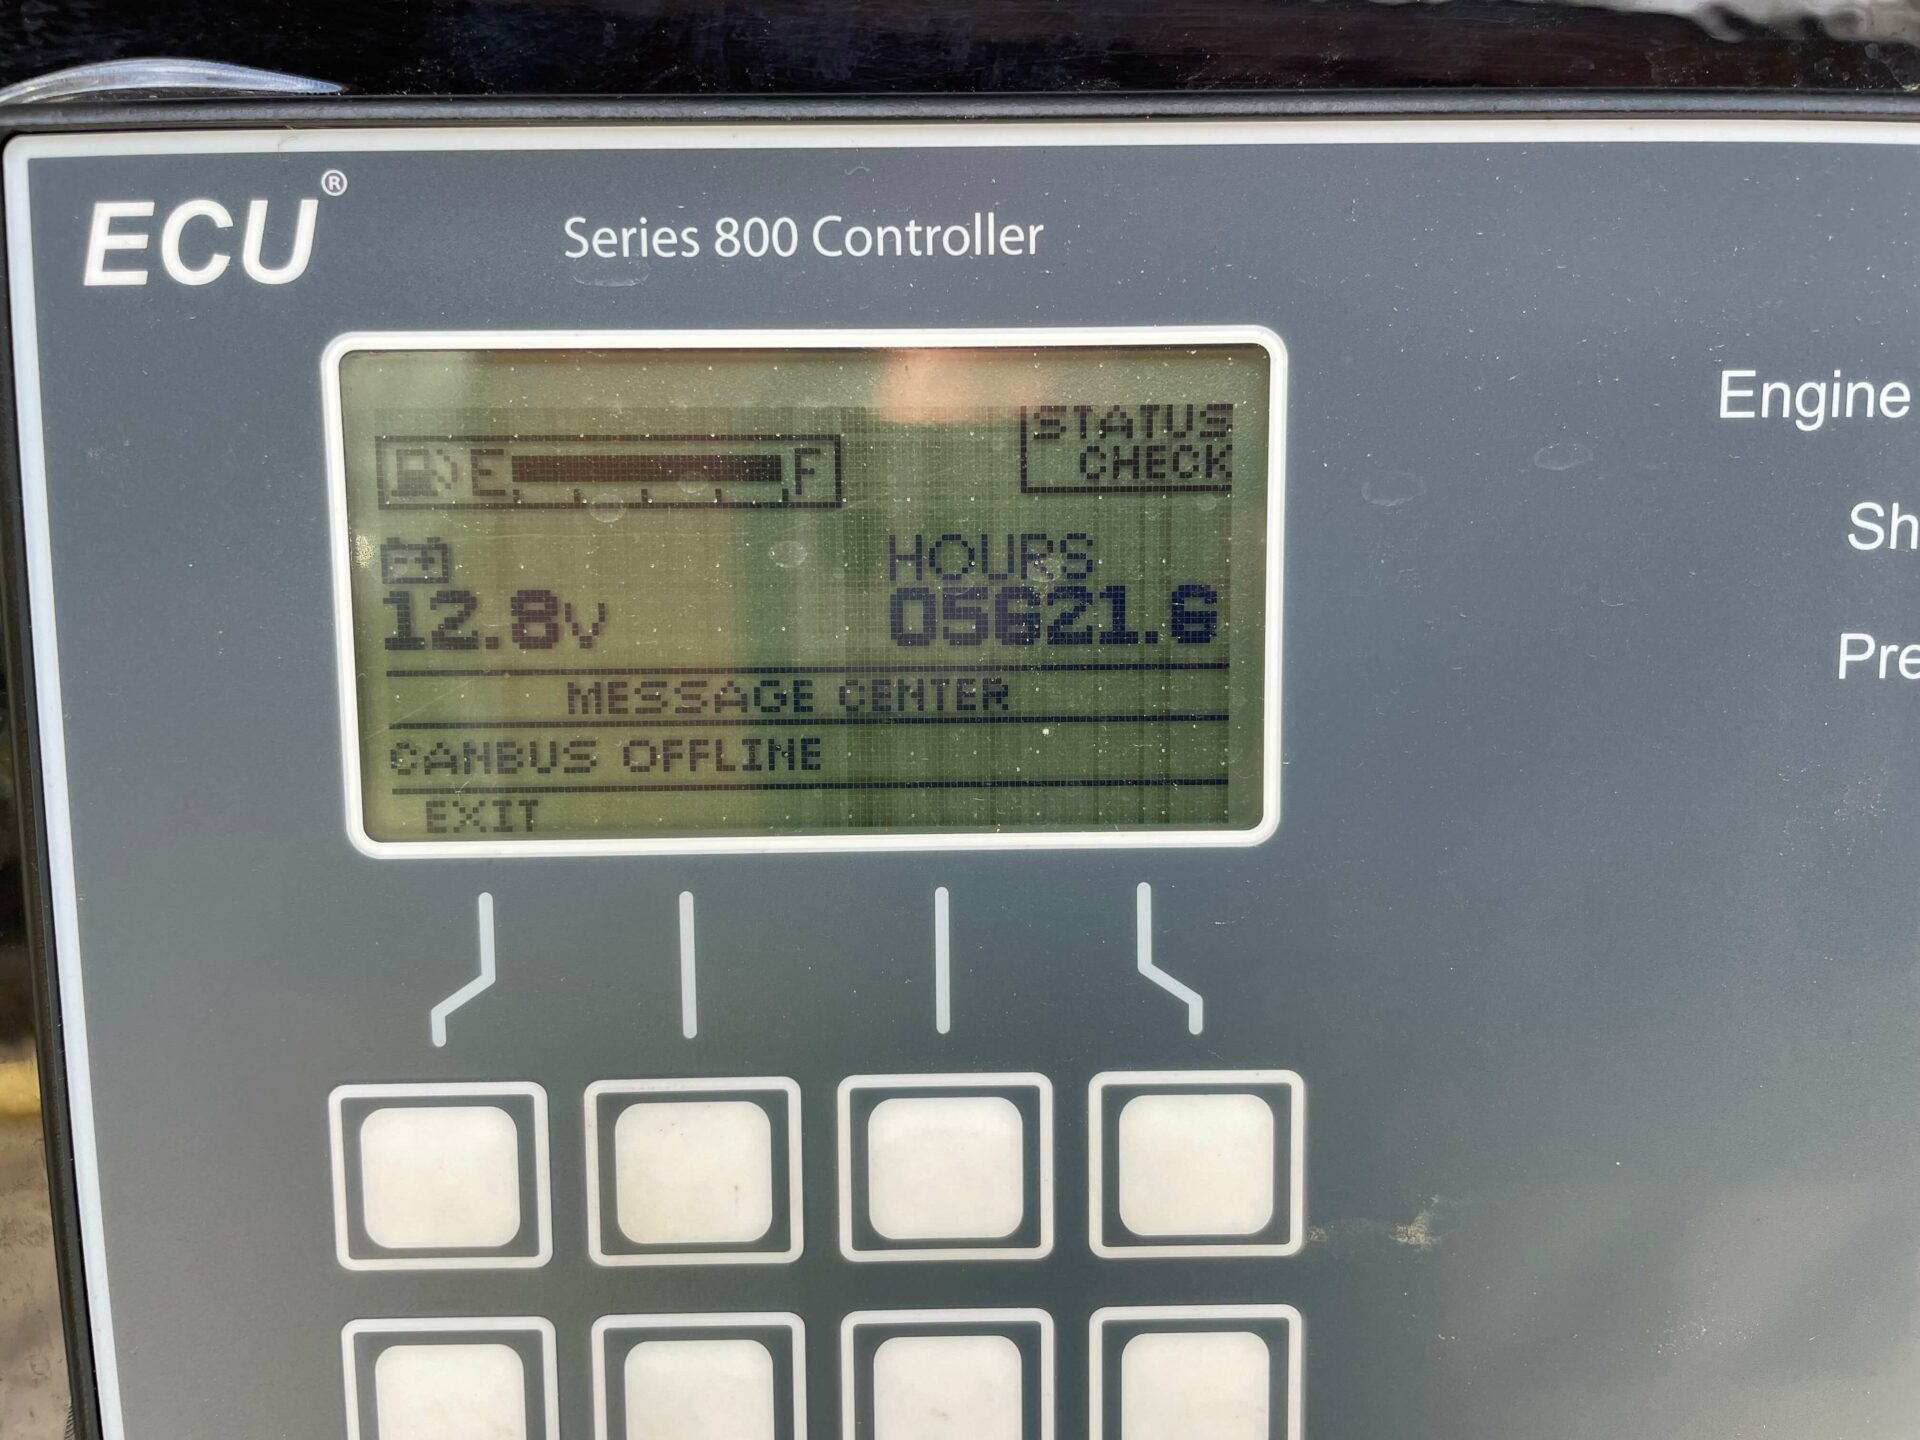 ECU®
Series 800 Controller
Engine
Sh
Pre
STATUS
CHECK
E F
HOURS
12.8V 05621.6
MESSAGE CENTER
CANBUS OFFLINE
EXIT